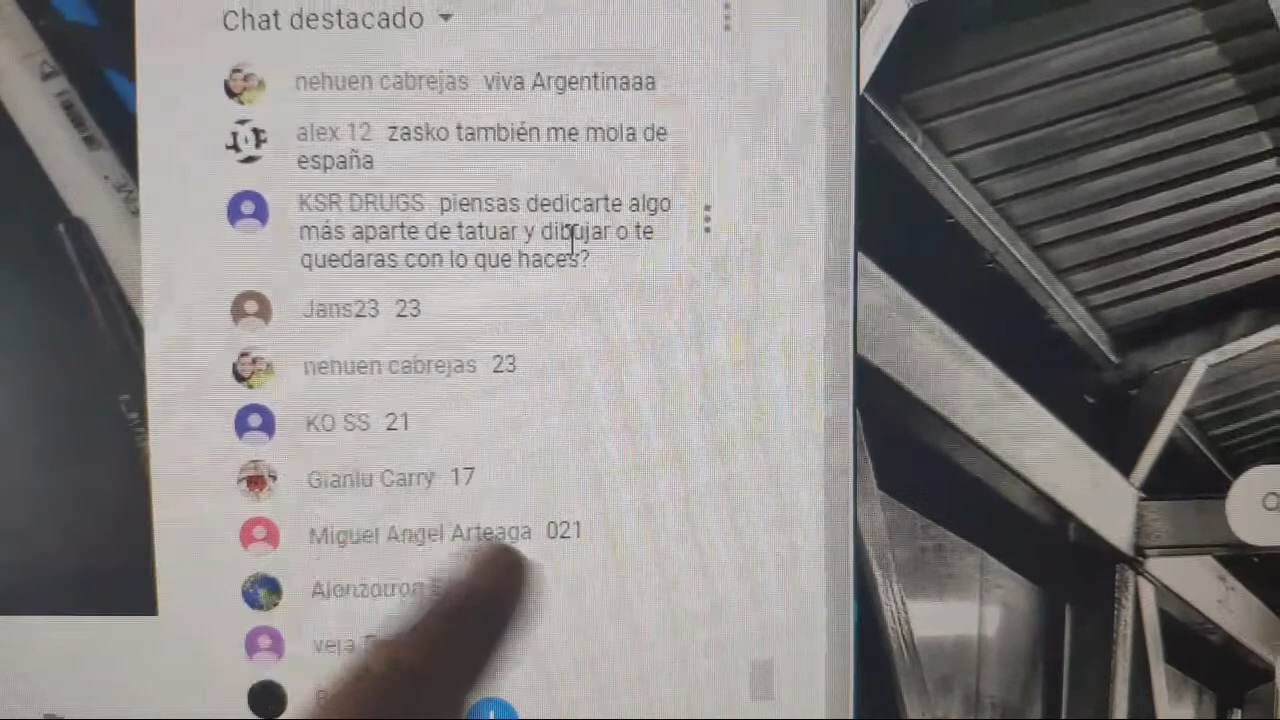 Chat destacado
nehuen cabrejas viva Argentinaaa
alex 12 zasko también me mola de
españa
KSR DRUGS piensas dedicarte algo
más aparte de tatuar y dibujar o te
quedaras con lo que haces?
Jans23 23
nehuen cabrejas 23
KO SS 21
Gianlu Carry 17
Miguel Angel Arteaga 021